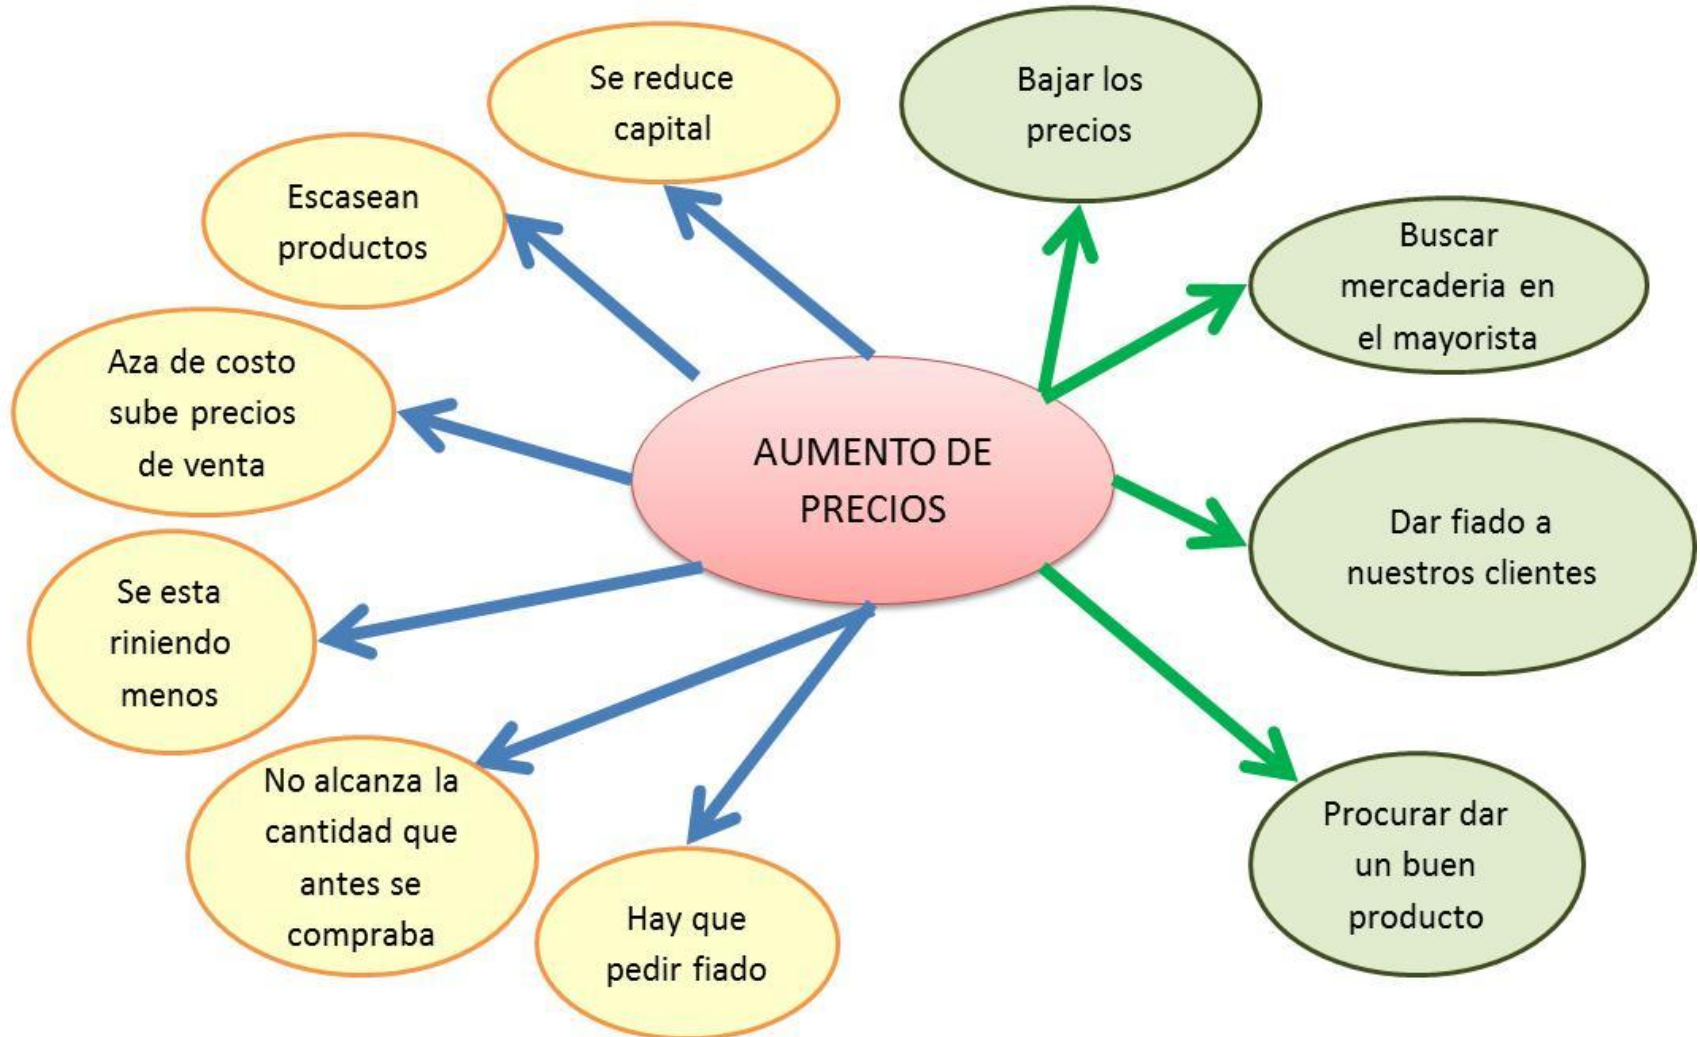 Se reduce
capital
Bajar los
precios
Escasean
productos
Buscar
mercaderia en
el mayorista
Aza de costo
sube precios
de venta
AUMENTO DE
PRECIOS
Dar fiado a
nuestros clientes
Se esta
riniendo
menos
No alcanza la
cantidad que
antes se
compraba
Hay que
pedir fiado
Procurar dar
un buen
producto